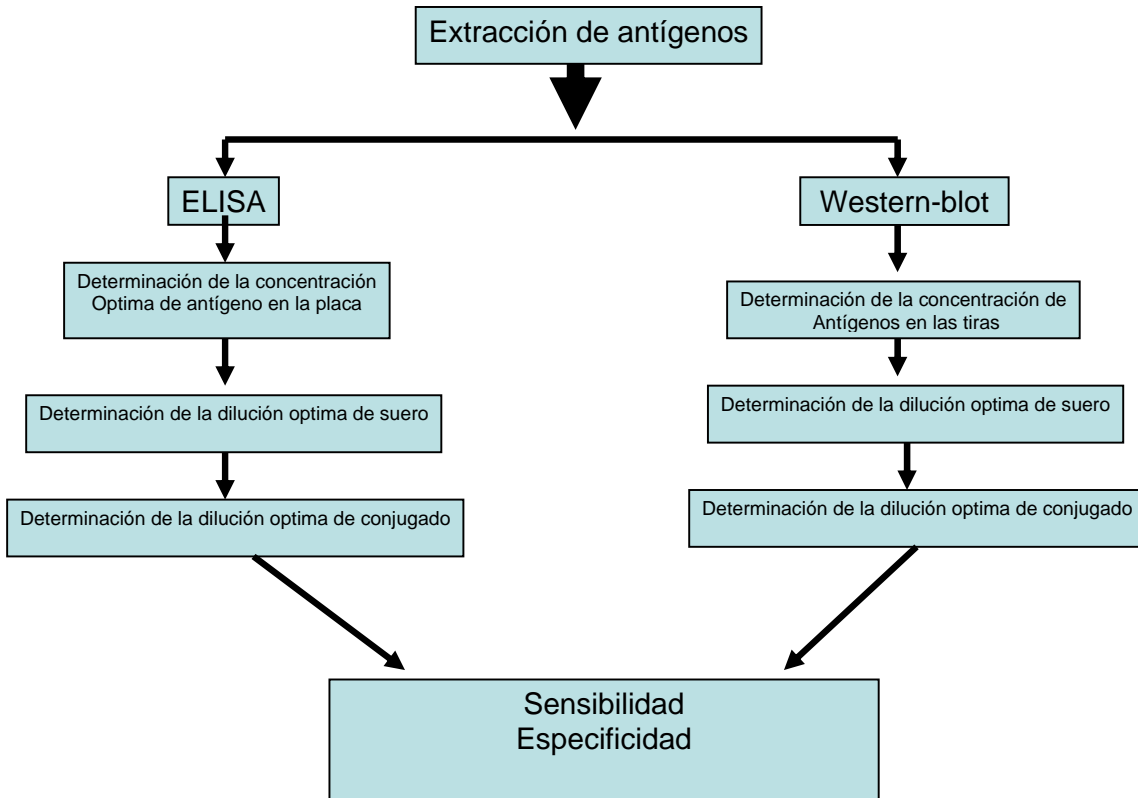 Extracción de antígenos
ELISA
Western-blot
Determinación de la concentración
Optima de antígeno en la placa
Determinación de la concentración de
Antígenos en las tiras
Determinación de la dilución optima de suero
Determinación de la dilución optima de suero
Determinación de la dilución optima de conjugado
Determinación de la dilución optima de conjugado
Sensibilidad
Especificidad